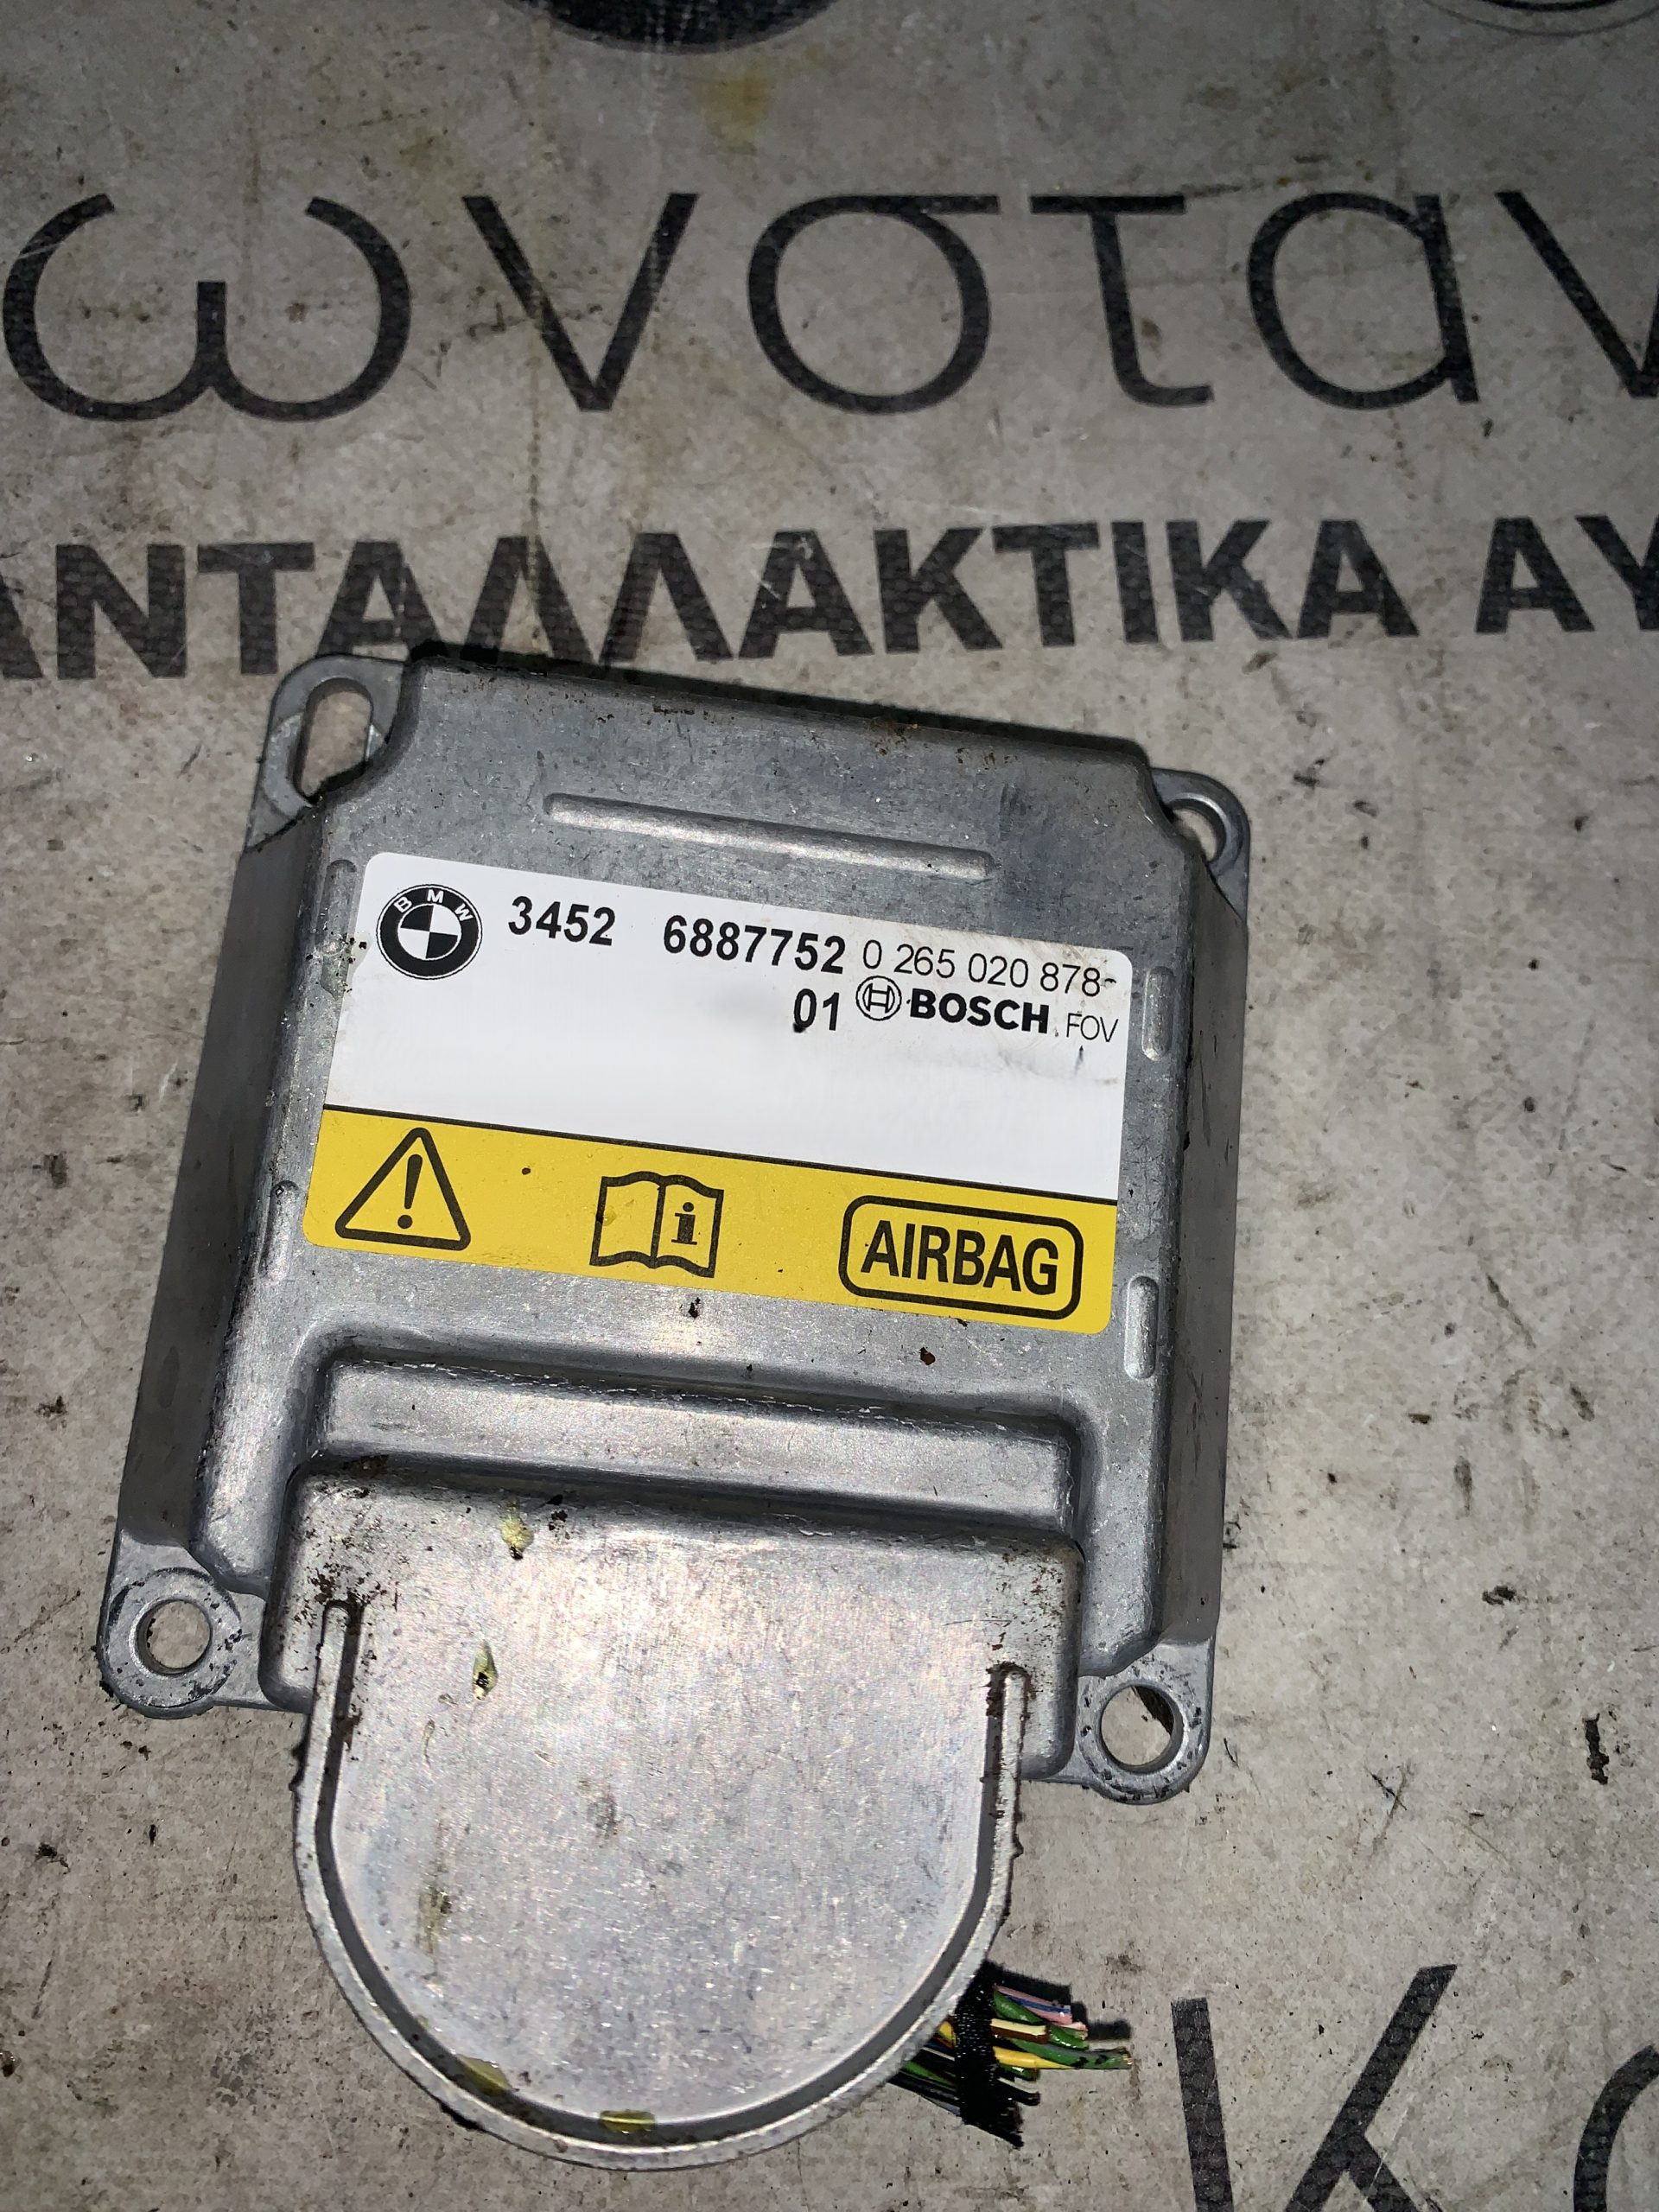 ωνσταν
ΑΝΤΑΛΛΑΚΤΙΚΑ ΑΥ
BMW 3452 6887752 0 265 020 878-
01 BOSCH FOV
AIRBAG